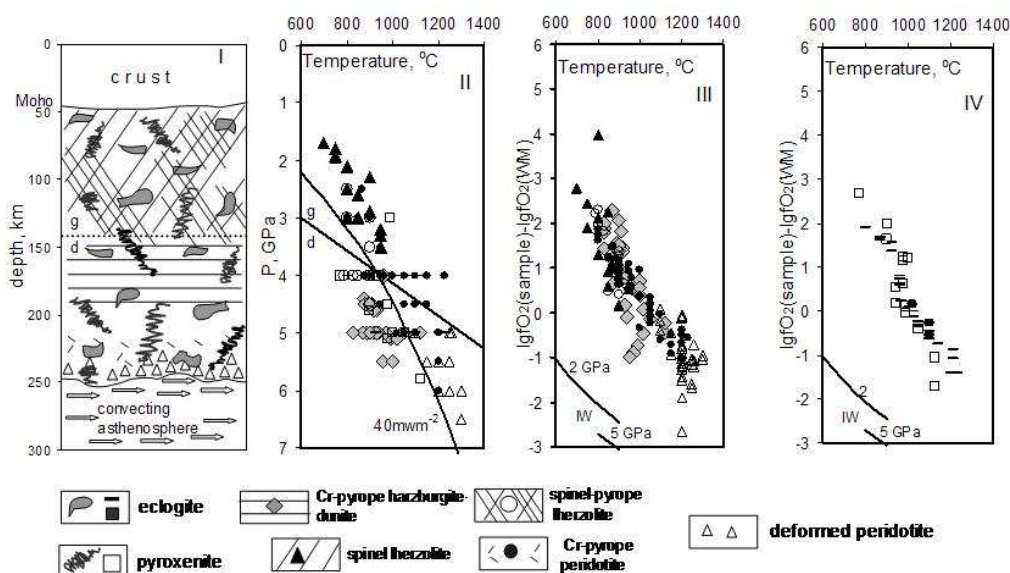 I
0
50
100
150
200
250
300
depth, km
crust
Moho
g
d
convecting
asthenosphere
600 800 1000 1200 1400
Temperature, ⁰C
II
0
1
2
3
4
5
6
7
P, GPa
g
d
40mwm⁻²
600 800 1000 1200 1400
Temperature, ⁰C
III
6
5
4
3
2
1
0
-1
-2
-3
lgfO₂(sample)-lgfO₂(WM)
2 GPa
IW
5 GPa
600 800 1000 1200 1400
Temperature, ⁰C
IV
6
5
4
3
2
1
0
-1
-2
-3
lgfO₂(sample)-lgfO₂(WM)
2
IW
5 GPa
eclogite
Cr-pyrope harzburgite-
dunite
spinel-pyrope
lherzolite
deformed peridotite
pyroxenite
spinel lherzolite
Cr-pyrope
peridotite